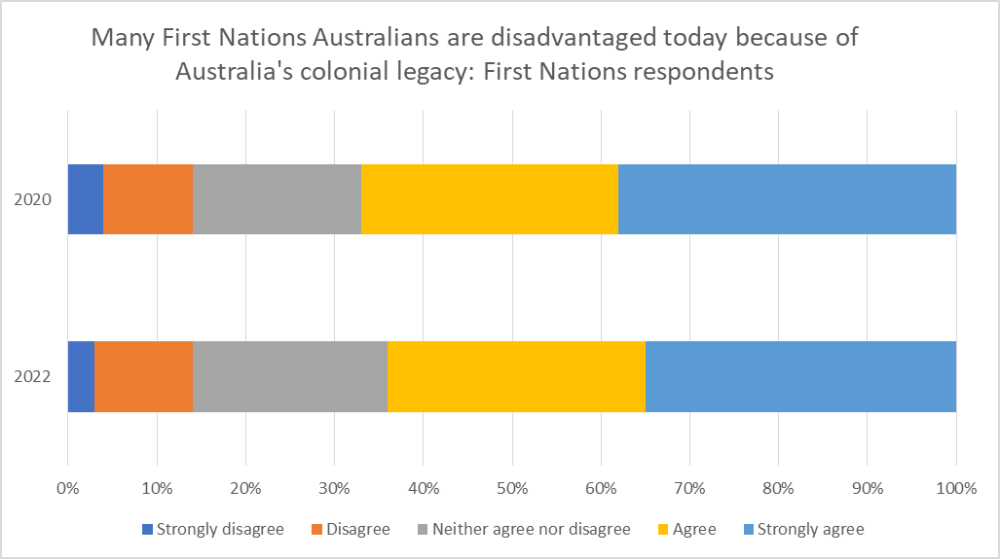 Many First Nations Australians are disadvantaged today because of
Australia's colonial legacy: First Nations respondents
2020
2022
0% 10% 20% 30% 40% 50% 60% 70% 80% 90% 100%
Strongly disagree Disagree Neither agree nor disagree Agree Strongly agree